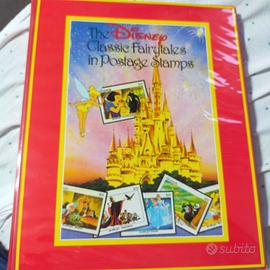 The Disney
Classic Fairytales
in Postage Stamps
subito